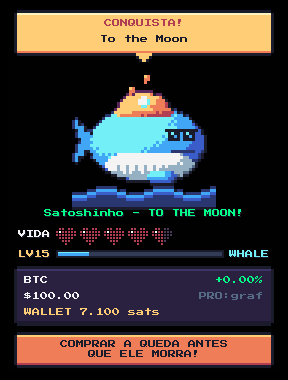 CONQUISTA!
To the Moon
Satoshinho - TO THE MOON!
VIDA
LV15 WHALE
BTC +0.00%
$100.00 PRO:graf
WALLET 7.100 sats
COMPRAR A QUEDA ANTES
QUE ELE MORRA!